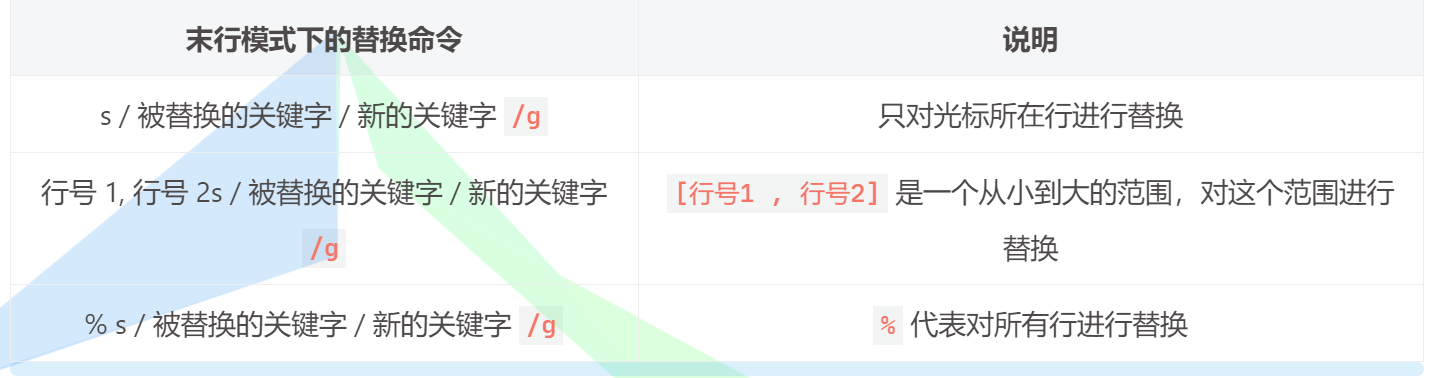 末行模式下的替换命令 说明
s / 被替换的关键字 / 新的关键字 /g 只对光标所在行进行替换
行号 1, 行号 2s / 被替换的关键字 / 新的关键字
/g
[行号1 , 行号2] 是一个从小到大的范围，对这个范围进行
替换
% s / 被替换的关键字 / 新的关键字 /g % 代表对所有行进行替换